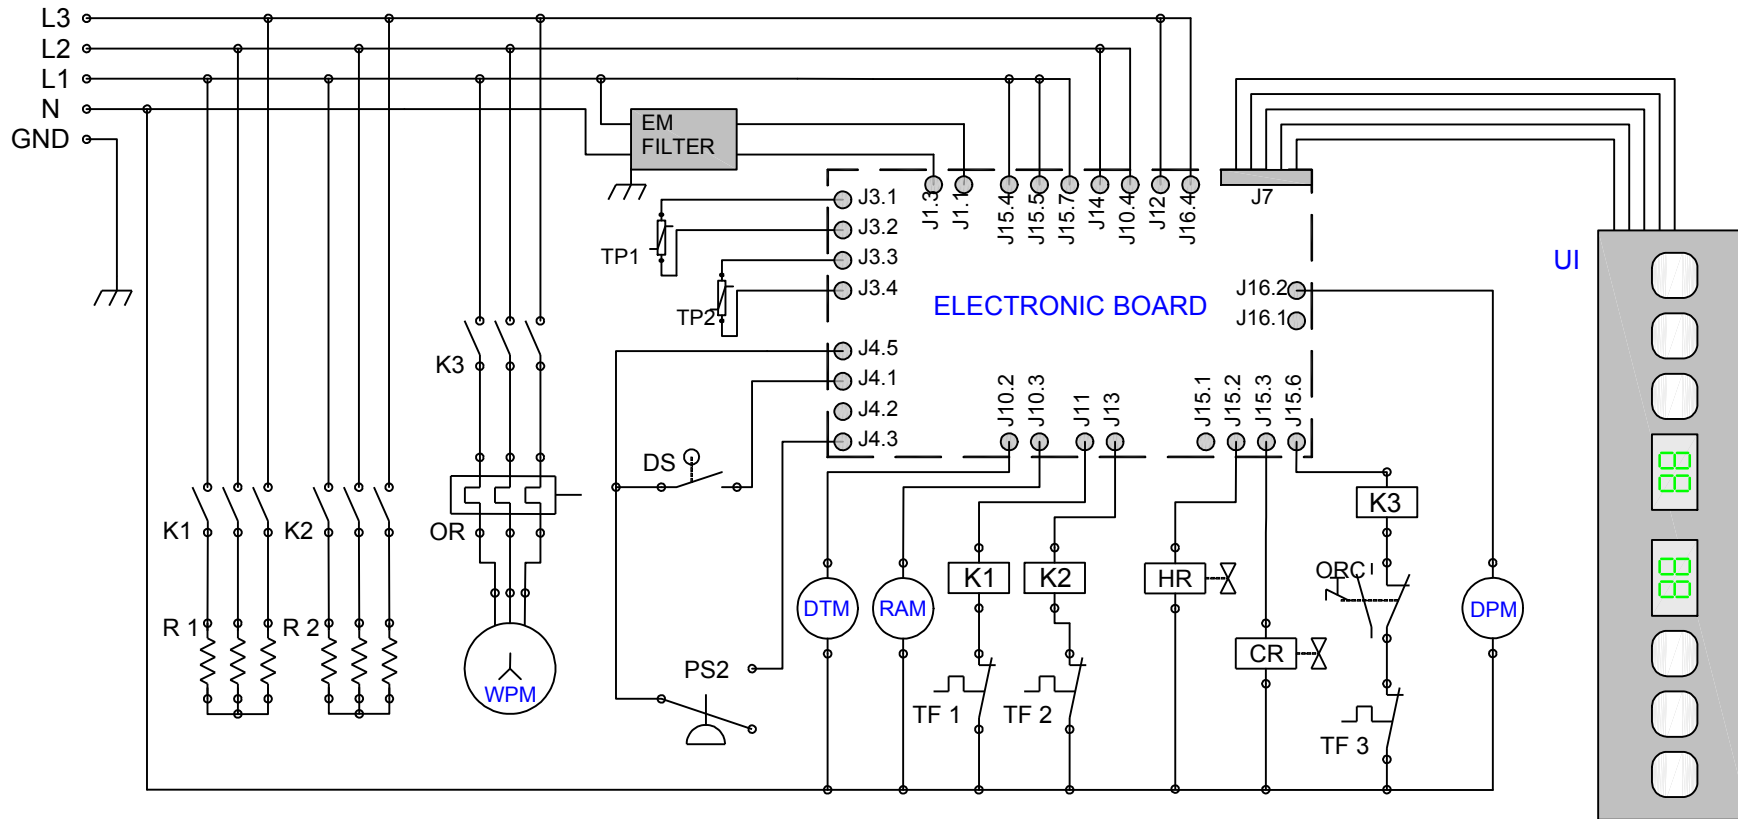 L3
L2
L1
N
GND
EM
FILTER
J1.3
J1.1
J15.4
J15.5
J15.7
J14
J10.4
J12
J16.4
J7
J3.1
J3.2
J3.3
J3.4
TP1
TP2
UI
ELECTRONIC BOARD
J16.2
J16.1
J4.5
J4.1
J4.2
J4.3
J10.2
J10.3
J11
J13
J15.1
J15.2
J15.3
J15.6
K3
DS
88
K1
K2
OR
K3
K1
K2
HR
ORC
88
DTM
RAM
DPM
R 1
R 2
CR
WPM
PS2
TF 1
TF 2
TF 3